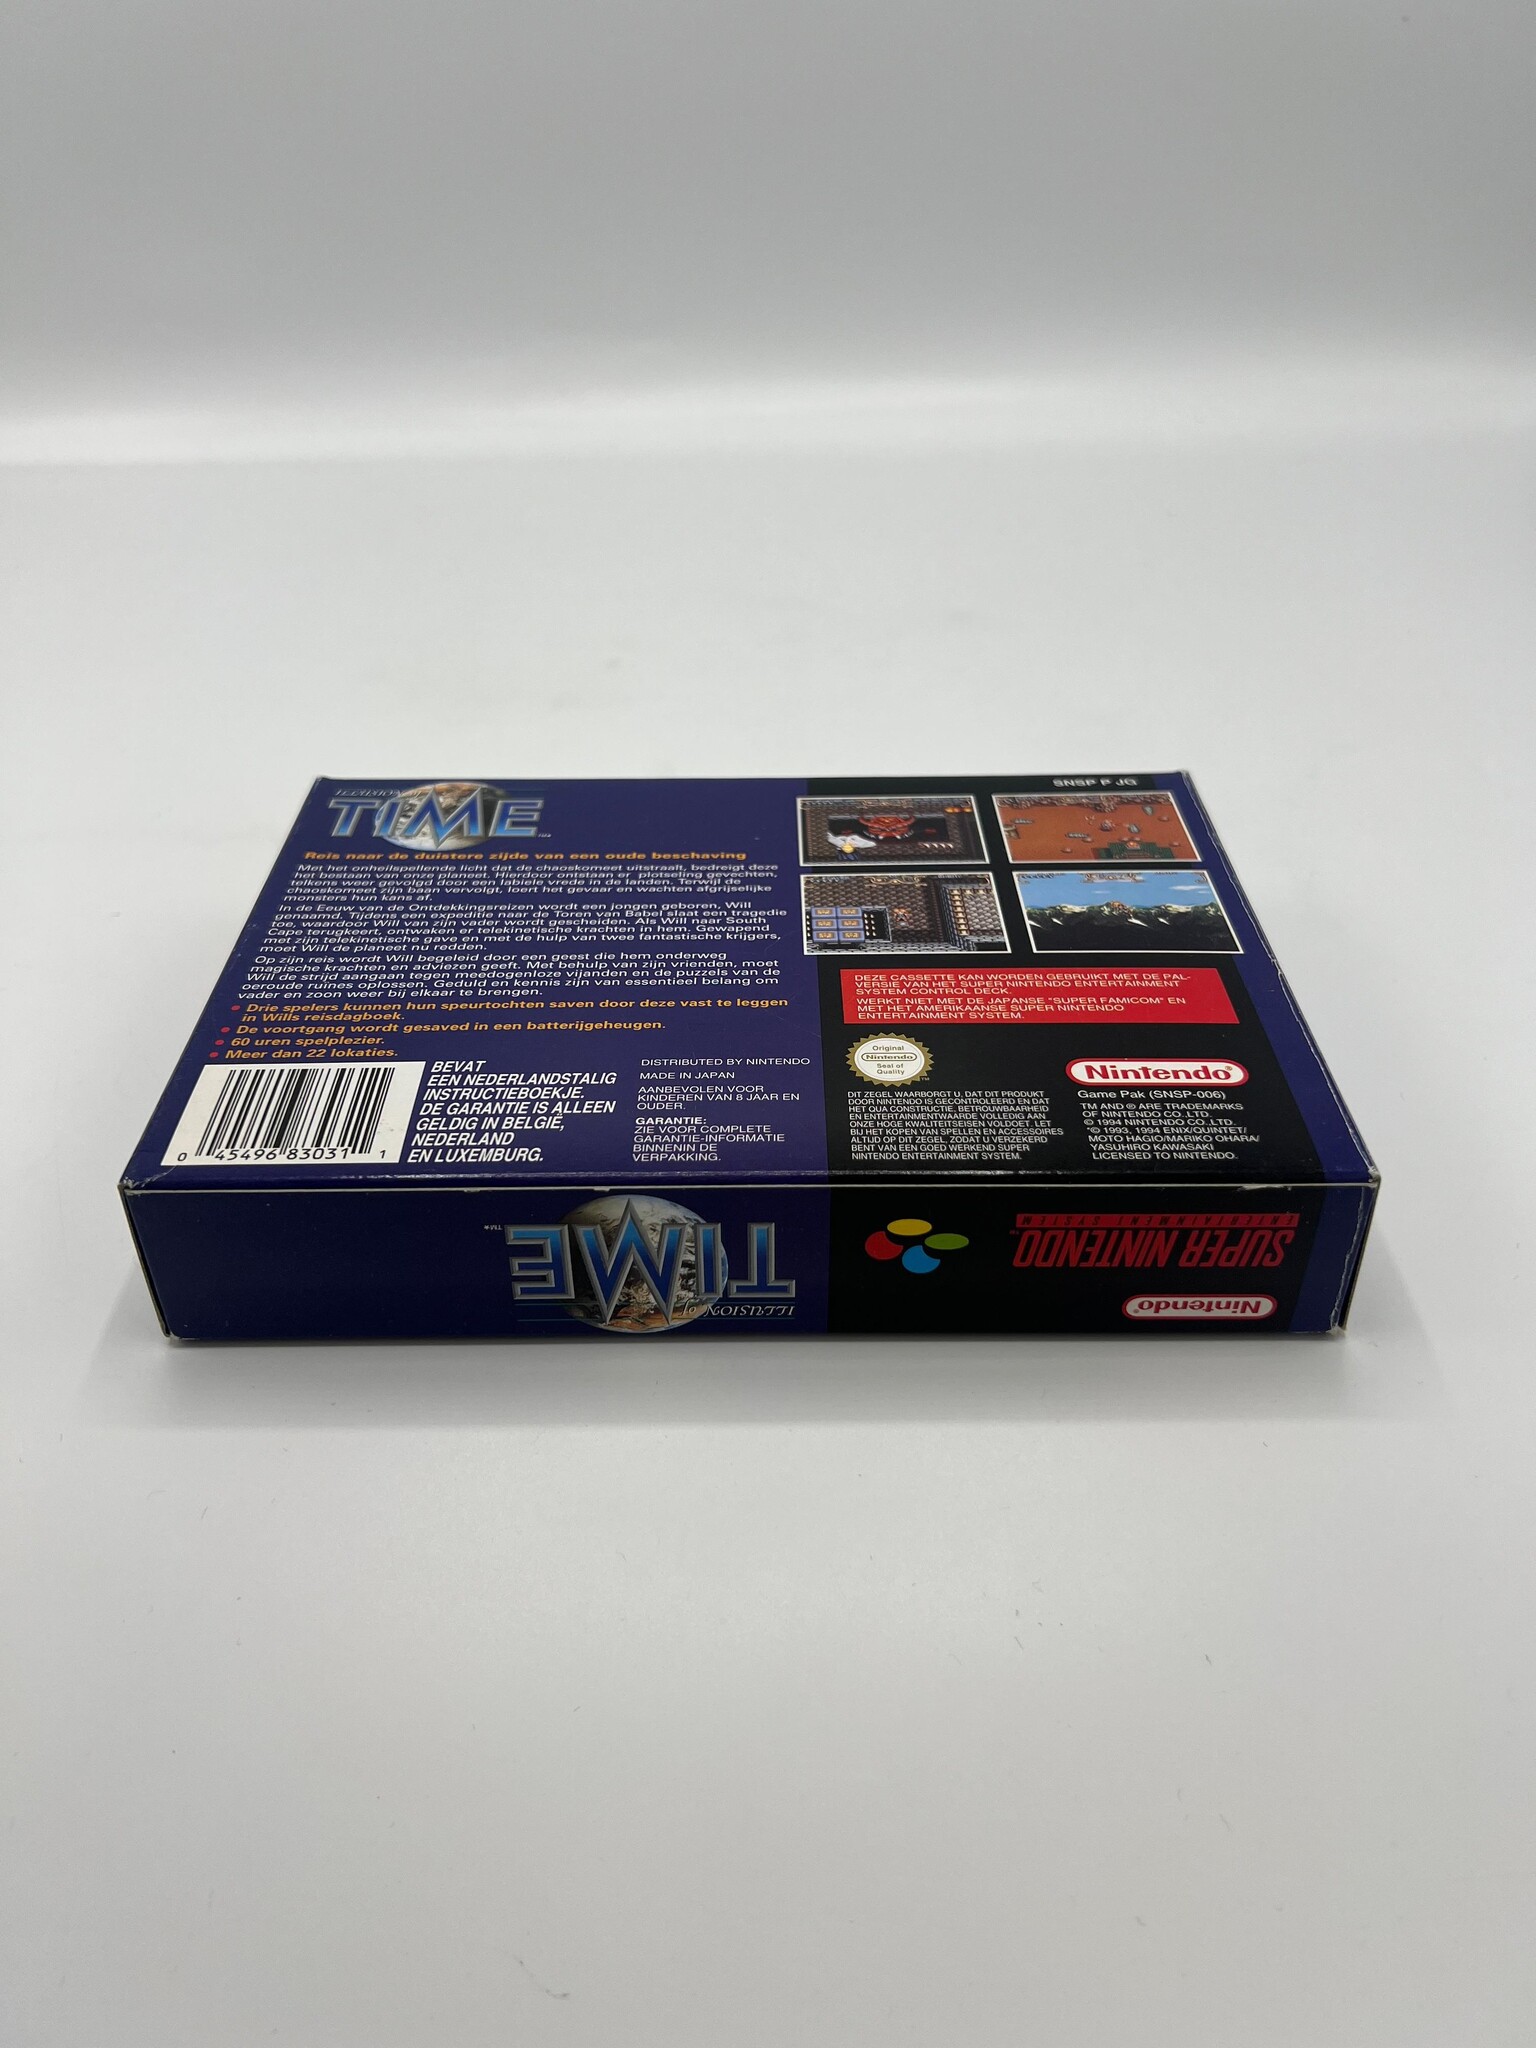 ILLUSION OF
TIME™
Reis naar de duistere zijde van een oude beschaving
Met het onheilspellende licht dat de chaoskomeet uitstraalt, bedreigt deze
het bestaan van onze planeet. Hierdoor ontstaan er plotseling gevechten,
telkens weer gevolgd door een labiele vrede in de landen. Terwijl de
chaoskomeet zijn baan vervolgt, loert het gevaar en wachten afgrijselijke
monsters hun kans af.
In de Eeuw van de Ontdekkingsreizen wordt een jongen geboren, Will
genaamd. Tijdens een expeditie naar de Toren van Babel slaat een tragedie
toe, waardoor Will van zijn vader wordt gescheiden. Als Will naar South
Cape terugkeert, ontwaken er telekinetische krachten in hem. Gewapend
met zijn telekinetische gave en met de hulp van twee fantastische krijgers,
moet Will de planeet nu redden.
Op zijn reis wordt Will begeleid door een geest die hem onderweg
magische krachten en adviezen geeft. Met behulp van zijn vrienden, moet
Will de strijd aangaan tegen meedogenloze vijanden en de puzzels van de
oeroude ruïnes oplossen. Geduld en kennis zijn van essentieel belang om
vader en zoon weer bij elkaar te brengen.
• Drie spelers kunnen hun speurtochten saven door deze vast te leggen
in Wills reisdagboek.
• De voortgang wordt gesaved in een batterijgeheugen.
• 60 uren spelplezier.
• Meer dan 22 lokaties.
0 45496 83031 1
BEVAT
EEN NEDERLANDSTALIG
INSTRUCTIEBOEKJE.
DE GARANTIE IS ALLEEN
GELDIG IN BELGIË,
NEDERLAND
EN LUXEMBURG.
DISTRIBUTED BY NINTENDO
MADE IN JAPAN
AANBEVOLEN VOOR
KINDEREN VAN 8 JAAR EN
OUDER.
GARANTIE:
ZIE VOOR COMPLETE
GARANTIE-INFORMATIE
BINNENIN DE
VERPAKKING.
SNSP P JG
DEZE CASSETTE KAN WORDEN GEBRUIKT MET DE PAL-
VERSIE VAN HET SUPER NINTENDO ENTERTAINMENT
SYSTEM CONTROL DECK.
WERKT NIET MET DE JAPANSE "SUPER FAMICOM" EN
MET HET AMERIKAANSE SUPER NINTENDO
ENTERTAINMENT SYSTEM.
Original
Nintendo
Seal of
Quality
TM
DIT ZEGEL WAARBORGT U, DAT DIT PRODUKT
DOOR NINTENDO IS GECONTROLEERD EN DAT
HET QUA CONSTRUCTIE, BETROUWBAARHEID
EN ENTERTAINMENTWAARDE VOLLEDIG AAN
ONZE HOGE KWALITEITSEISEN VOLDOET. LET
BIJ HET KOPEN VAN SPELLEN EN ACCESSOIRES
ALTIJD OP DIT ZEGEL, ZODAT U VERZEKERD
BENT VAN EEN GOED WERKEND SUPER
NINTENDO ENTERTAINMENT SYSTEM.
Nintendo®
Game Pak (SNSP-006)
TM AND ® ARE TRADEMARKS
OF NINTENDO CO.,LTD.
© 1994 NINTENDO CO.,LTD.
*© 1993, 1994 ENIX/QUINTET/
MOTO HAGIO/MARIKO OHARA/
YASUHIRO KAWASAKI
LICENSED TO NINTENDO.
Nintendo
SUPER NINTENDO™
ENTERTAINMENT SYSTEM
ILLUSION of
TIME
TM*